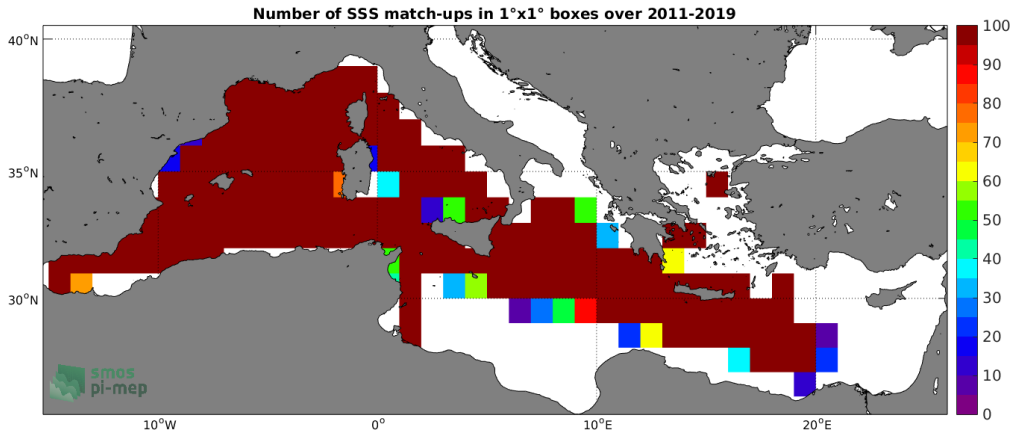 Number of SSS match-ups in 1°x1° boxes over 2011-2019
40°N
35°N
30°N
10°W
0°
10°E
20°E
100
90
80
70
60
50
40
30
20
10
0
smos
pi-mep